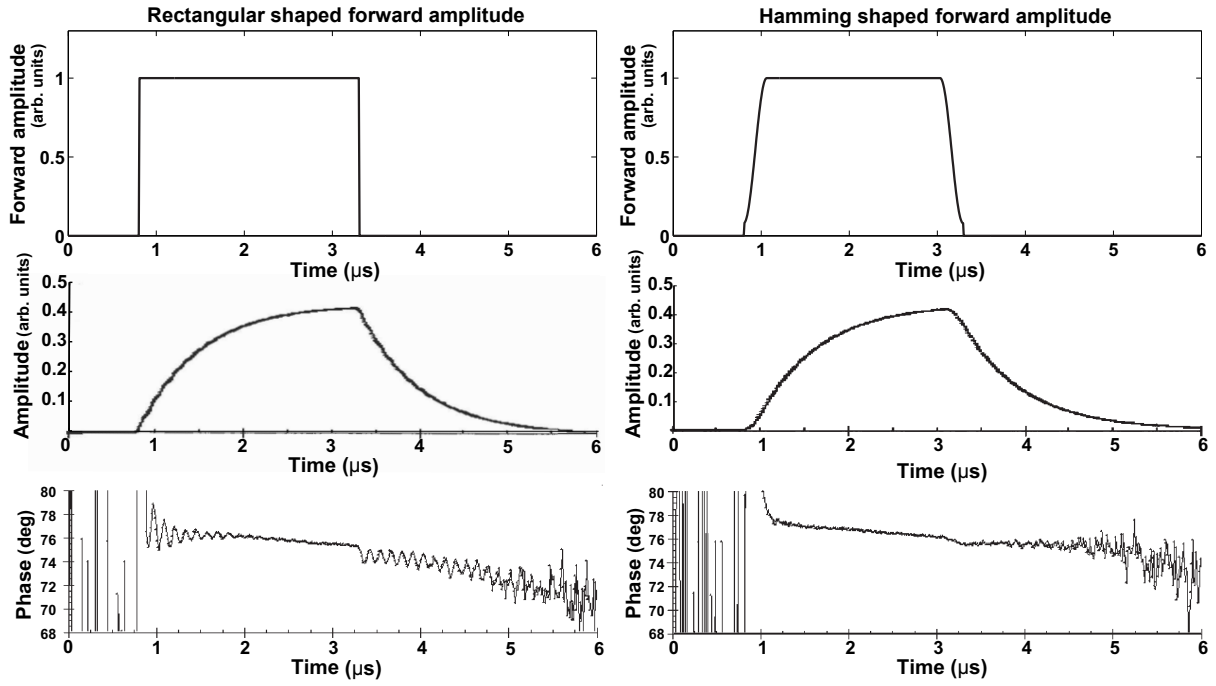 Rectangular shaped forward amplitude
Forward amplitude
(arb. units)
1
0.5
0
0 1 2 3 4 5 6
Time (µs)
Amplitude (arb. units)
0.5
0.4
0.3
0.2
0.1
0 1 2 3 4 5 6
Time (µs)
Phase (deg)
80
78
76
74
72
70
68
0 1 2 3 4 5 6
Time (µs)
Hamming shaped forward amplitude
Forward amplitude
(arb. units)
1
0.5
0
0 1 2 3 4 5 6
Time (µs)
Amplitude (arb. units)
0.5
0.4
0.3
0.2
0.1
0 1 2 3 4 5 6
Time (µs)
Phase (deg)
80
78
76
74
72
70
68
0 1 2 3 4 5 6
Time (µs)